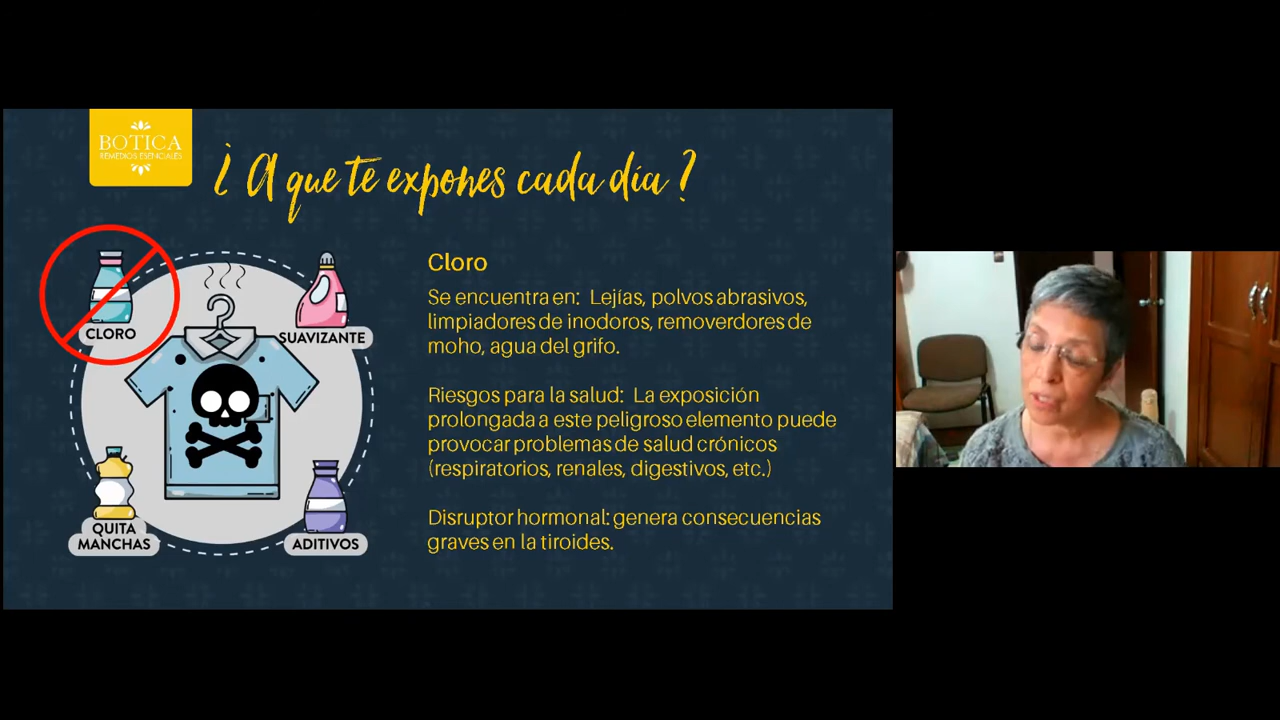 BOTICA
REMEDIOS ESENCIALES
¿ A que te expones cada día ?
CLORO
SUAVIZANTE
QUITA
MANCHAS
ADITIVOS
Cloro
Se encuentra en: Lejías, polvos abrasivos,
limpiadores de inodoros, removerdores de
moho, agua del grifo.
Riesgos para la salud: La exposición
prolongada a este peligroso elemento puede
provocar problemas de salud crónicos
(respiratorios, renales, digestivos, etc.)
Disruptor hormonal: genera consecuencias
graves en la tiroides.